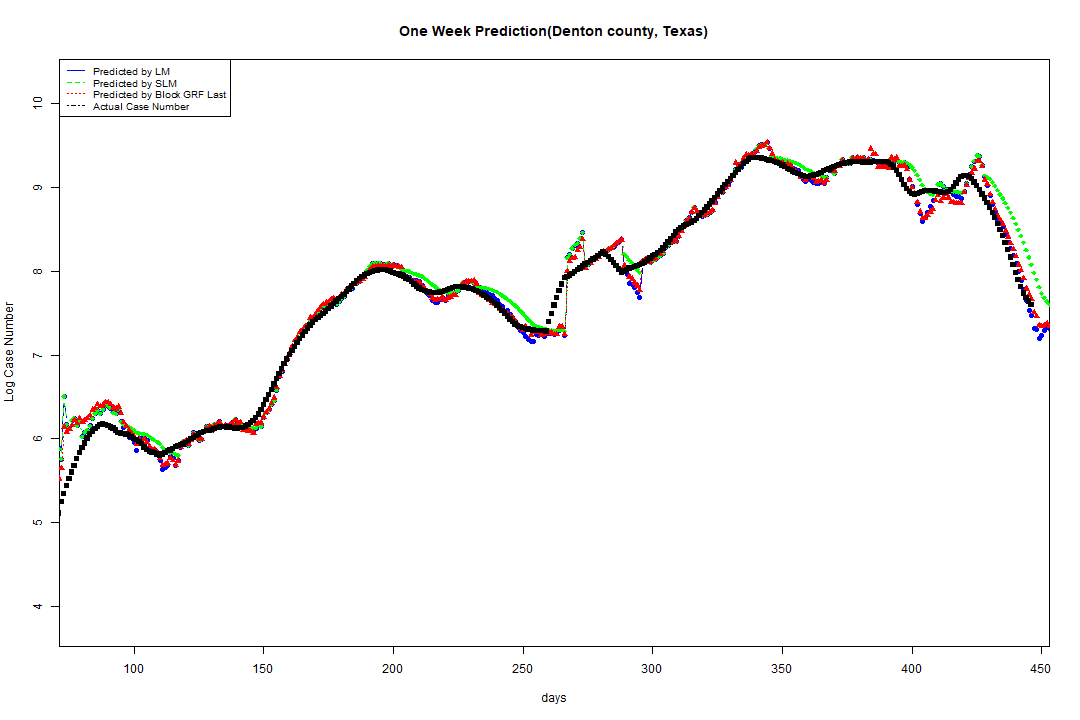 One Week Prediction(Denton county, Texas)
Predicted by LM
Predicted by SLM
Predicted by Block GRF Last
Actual Case Number
10
9
8
7
6
5
4
Log Case Number
100 150 200 250 300 350 400 450
days